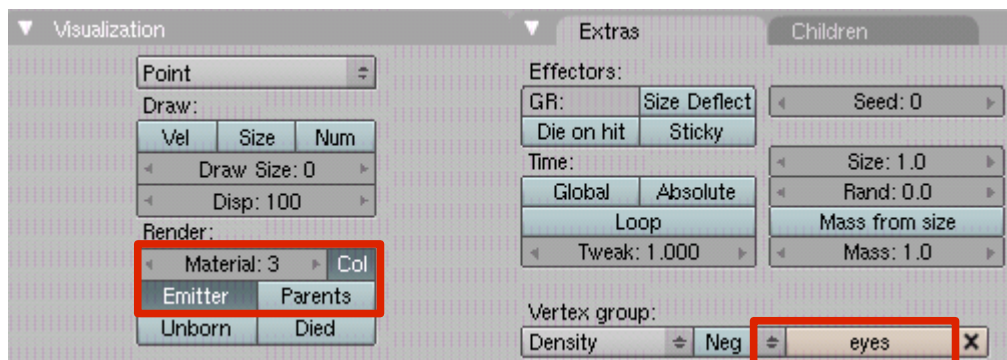 Visualization
Point
Draw:
Vel Size Num
Draw Size: 0
Disp: 100
Render:
Material: 3 Col
Emitter Parents
Unborn Died
Extras Children
Effectors:
GR: Size Deflect Seed: 0
Die on hit Sticky
Time: Size: 1.0
Global Absolute Rand: 0.0
Loop Mass from size
Tweak: 1.000 Mass: 1.0
Vertex group:
Density Neg eyes X